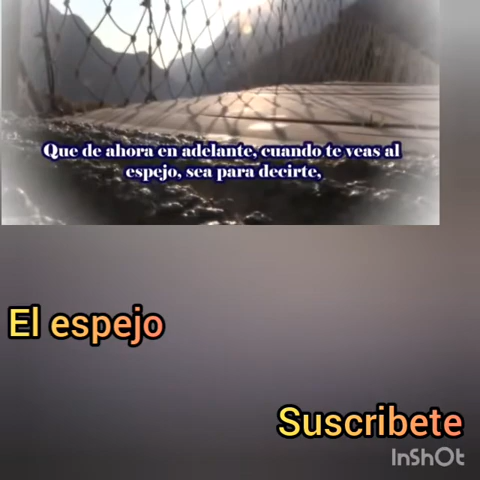 Que de ahora en adelante, cuando te veas al
espejo, sea para decirte,
El espejo
Suscribete
InShOt